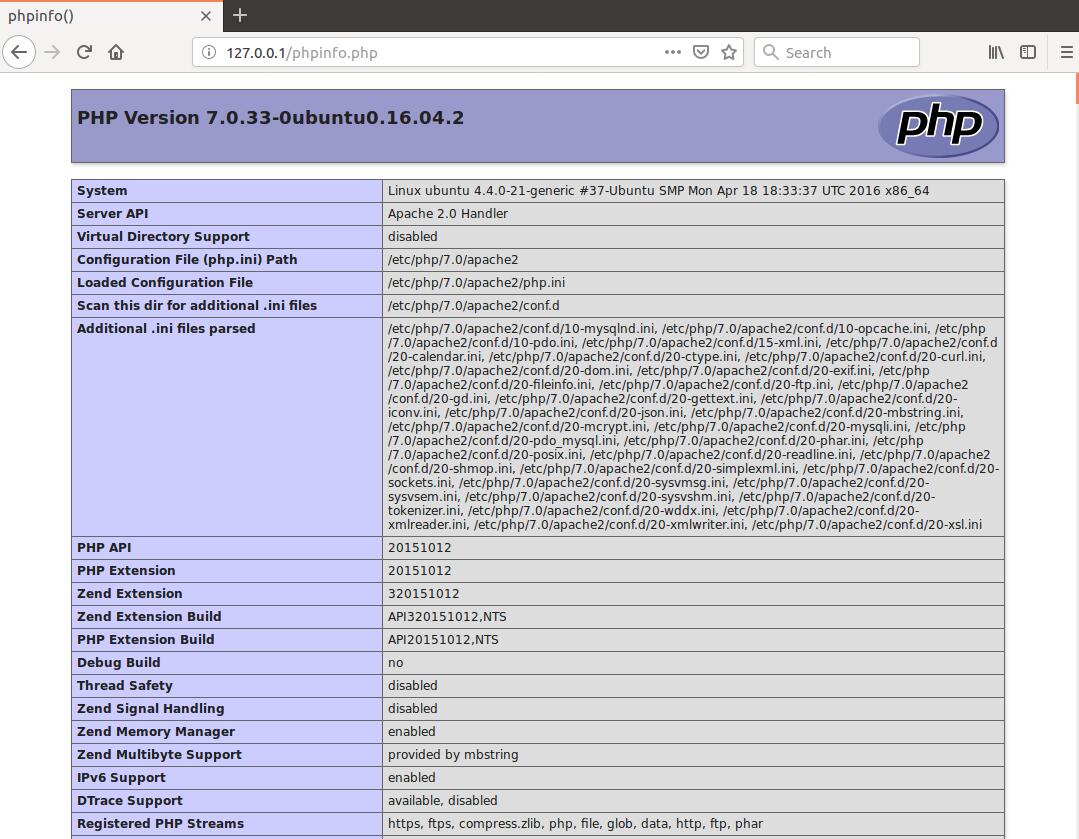 phpinfo()
127.0.0.1/phpinfo.php
Search
PHP Version 7.0.33-0ubuntu0.16.04.2
php
System Linux ubuntu 4.4.0-21-generic #37-Ubuntu SMP Mon Apr 18 18:33:37 UTC 2016 x86_64
Server API Apache 2.0 Handler
Virtual Directory Support disabled
Configuration File (php.ini) Path /etc/php/7.0/apache2
Loaded Configuration File /etc/php/7.0/apache2/php.ini
Scan this dir for additional .ini files /etc/php/7.0/apache2/conf.d
Additional .ini files parsed /etc/php/7.0/apache2/conf.d/10-mysqlnd.ini, /etc/php/7.0/apache2/conf.d/10-opcache.ini, /etc/php
/7.0/apache2/conf.d/10-pdo.ini, /etc/php/7.0/apache2/conf.d/15-xml.ini, /etc/php/7.0/apache2/conf.d
/20-calendar.ini, /etc/php/7.0/apache2/conf.d/20-ctype.ini, /etc/php/7.0/apache2/conf.d/20-curl.ini,
/etc/php/7.0/apache2/conf.d/20-dom.ini, /etc/php/7.0/apache2/conf.d/20-exif.ini, /etc/php
/7.0/apache2/conf.d/20-fileinfo.ini, /etc/php/7.0/apache2/conf.d/20-ftp.ini, /etc/php/7.0/apache2
/conf.d/20-gd.ini, /etc/php/7.0/apache2/conf.d/20-gettext.ini, /etc/php/7.0/apache2/conf.d/20-
iconv.ini, /etc/php/7.0/apache2/conf.d/20-json.ini, /etc/php/7.0/apache2/conf.d/20-mbstring.ini,
/etc/php/7.0/apache2/conf.d/20-mcrypt.ini, /etc/php/7.0/apache2/conf.d/20-mysqli.ini, /etc/php
/7.0/apache2/conf.d/20-pdo_mysql.ini, /etc/php/7.0/apache2/conf.d/20-phar.ini, /etc/php
/7.0/apache2/conf.d/20-posix.ini, /etc/php/7.0/apache2/conf.d/20-readline.ini, /etc/php/7.0/apache2
/conf.d/20-shmop.ini, /etc/php/7.0/apache2/conf.d/20-simplexml.ini, /etc/php/7.0/apache2/conf.d/20-
sockets.ini, /etc/php/7.0/apache2/conf.d/20-sysvmsg.ini, /etc/php/7.0/apache2/conf.d/20-
sysvsem.ini, /etc/php/7.0/apache2/conf.d/20-sysvshm.ini, /etc/php/7.0/apache2/conf.d/20-
tokenizer.ini, /etc/php/7.0/apache2/conf.d/20-wddx.ini, /etc/php/7.0/apache2/conf.d/20-
xmlreader.ini, /etc/php/7.0/apache2/conf.d/20-xmlwriter.ini, /etc/php/7.0/apache2/conf.d/20-xsl.ini
PHP API 20151012
PHP Extension 20151012
Zend Extension 320151012
Zend Extension Build API320151012,NTS
PHP Extension Build API20151012,NTS
Debug Build no
Thread Safety disabled
Zend Signal Handling disabled
Zend Memory Manager enabled
Zend Multibyte Support provided by mbstring
IPv6 Support enabled
DTrace Support available, disabled
Registered PHP Streams https, ftps, compress.zlib, php, file, glob, data, http, ftp, phar